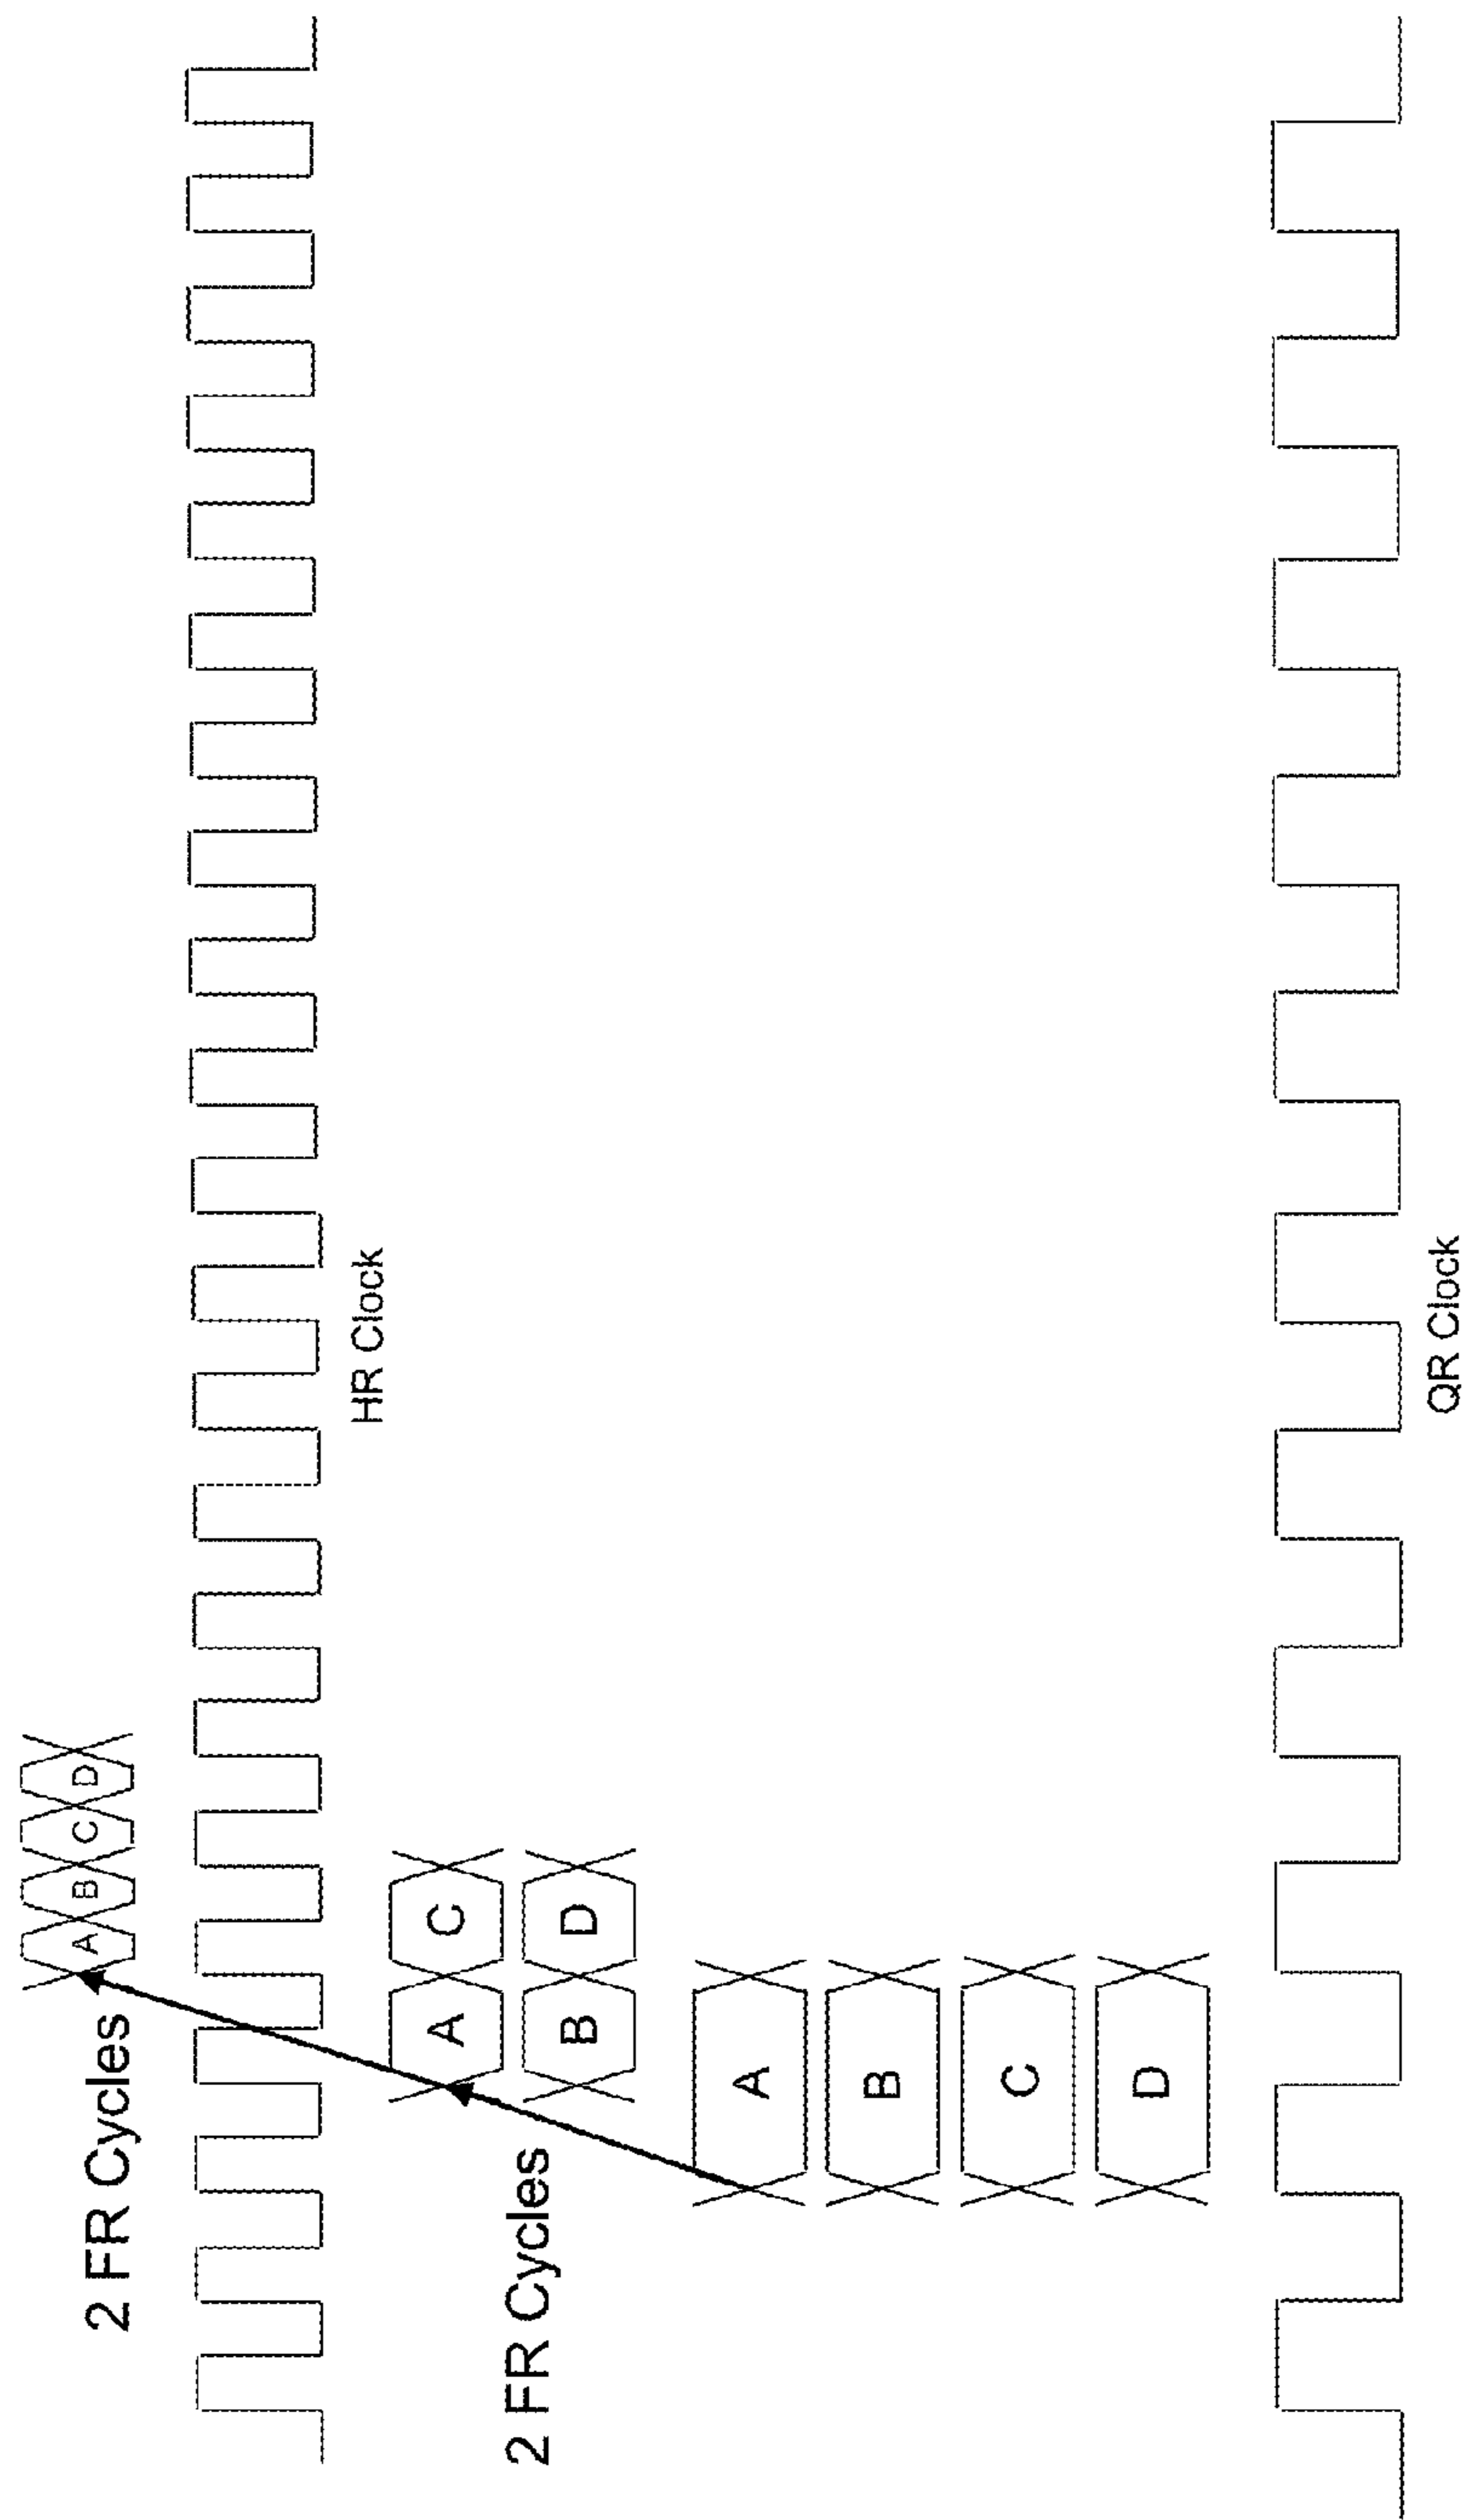 2 FR Cycles
A B C D
HR Clock
2 FR Cycles
A C
B D
A
B
C
D
QR Clock